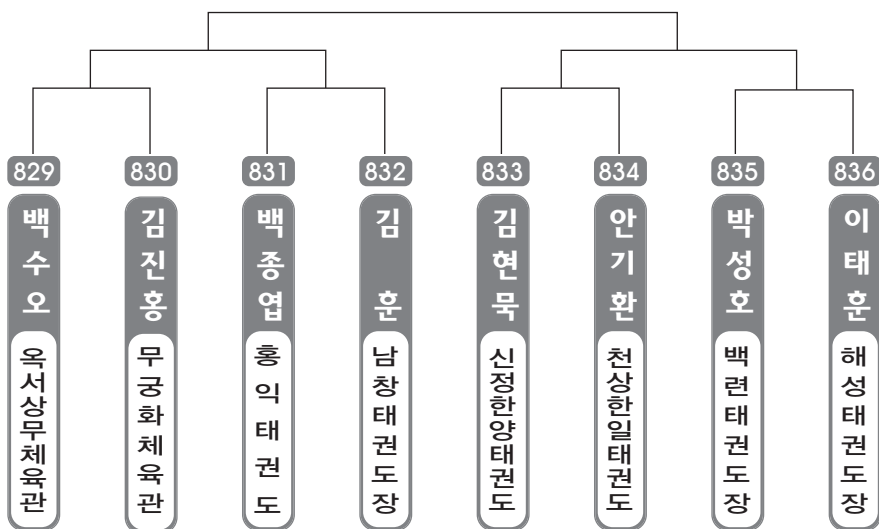 829
백수오
옥서상무체육관
830
김진홍
무궁화체육관
831
백종엽
홍익태권도
832
김 훈
남창태권도장
833
김현묵
신정한양태권도
834
안기환
천상한일태권도
835
박성호
백련태권도장
836
이태훈
해성태권도장